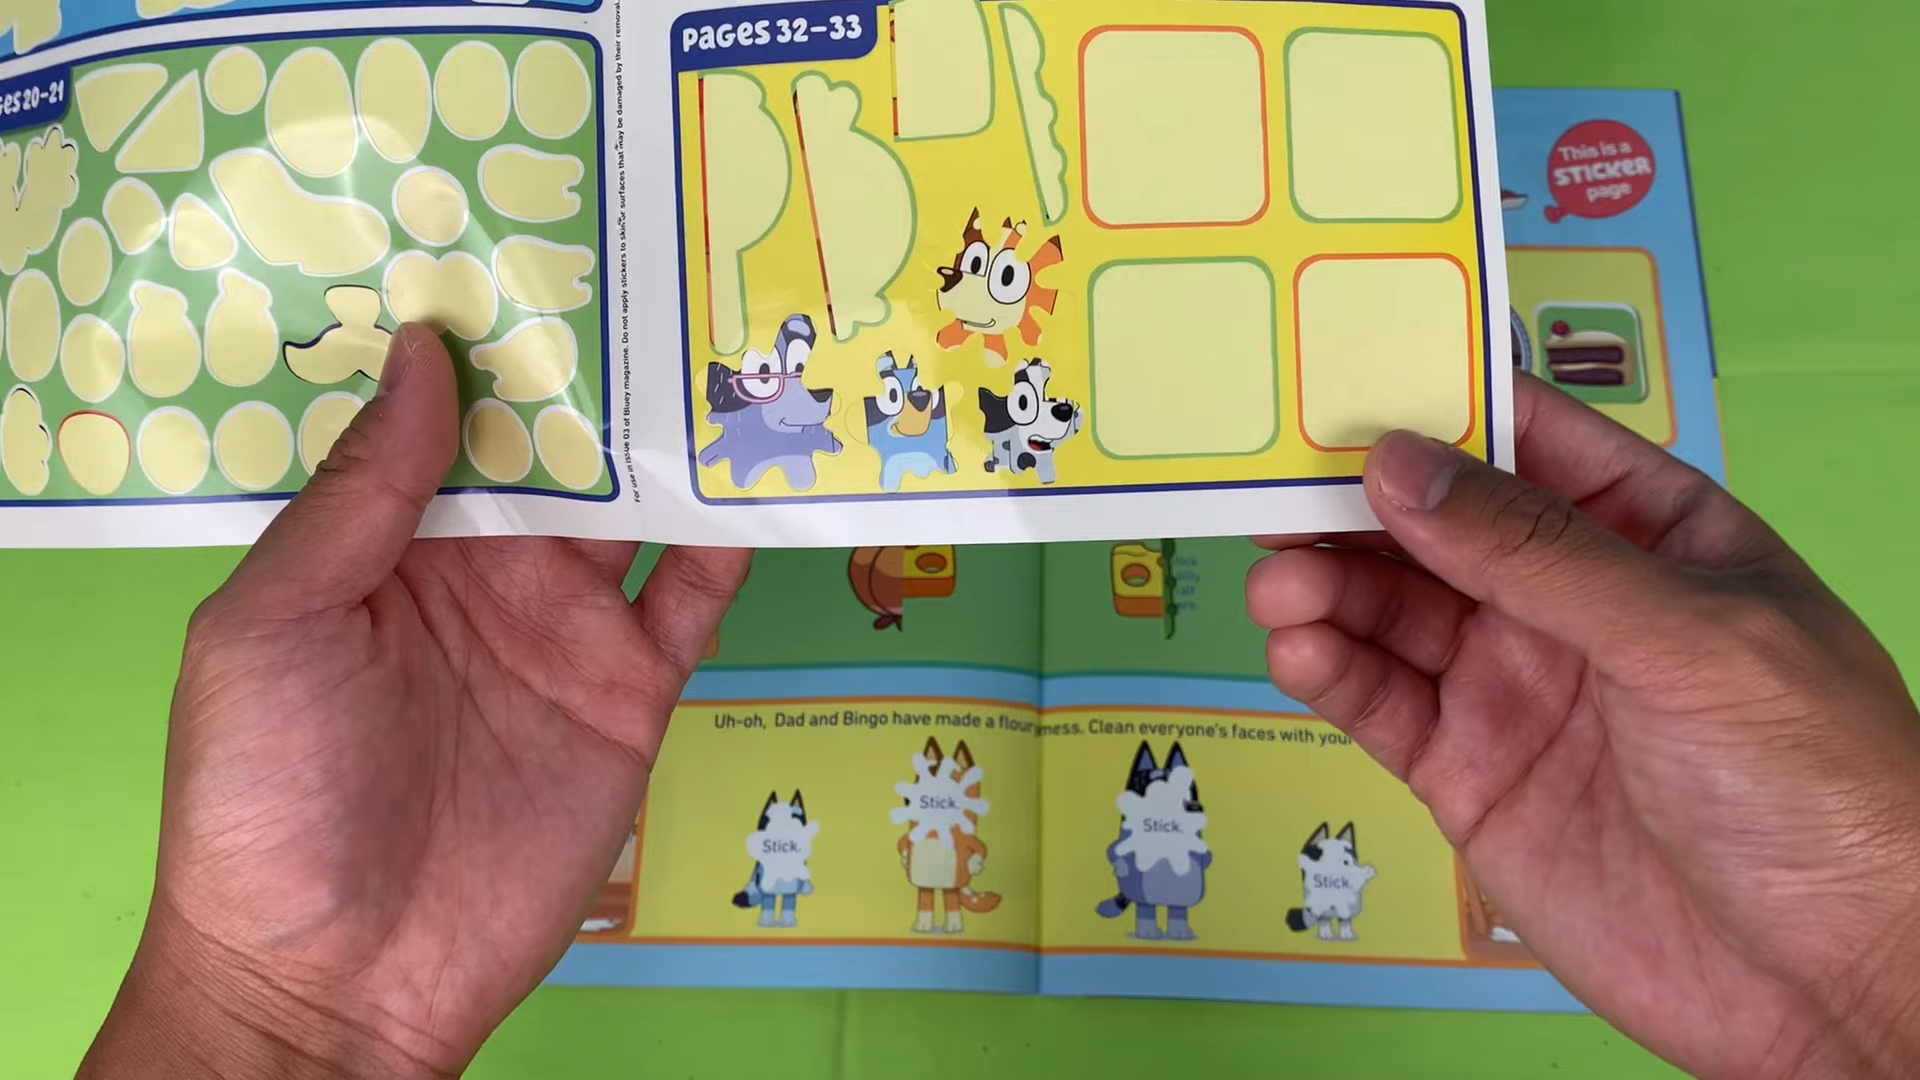 PAGES 32–33
GES 20-21
For use in issue 03 of Bluey magazine. Do not apply stickers to skin or surfaces that may be damaged by their removal.
This is a
STICKER
page
Uh-oh, Dad and Bingo have made a floury mess. Clean everyone's faces with your
Stick.
Stick.
Stick.
Stick.